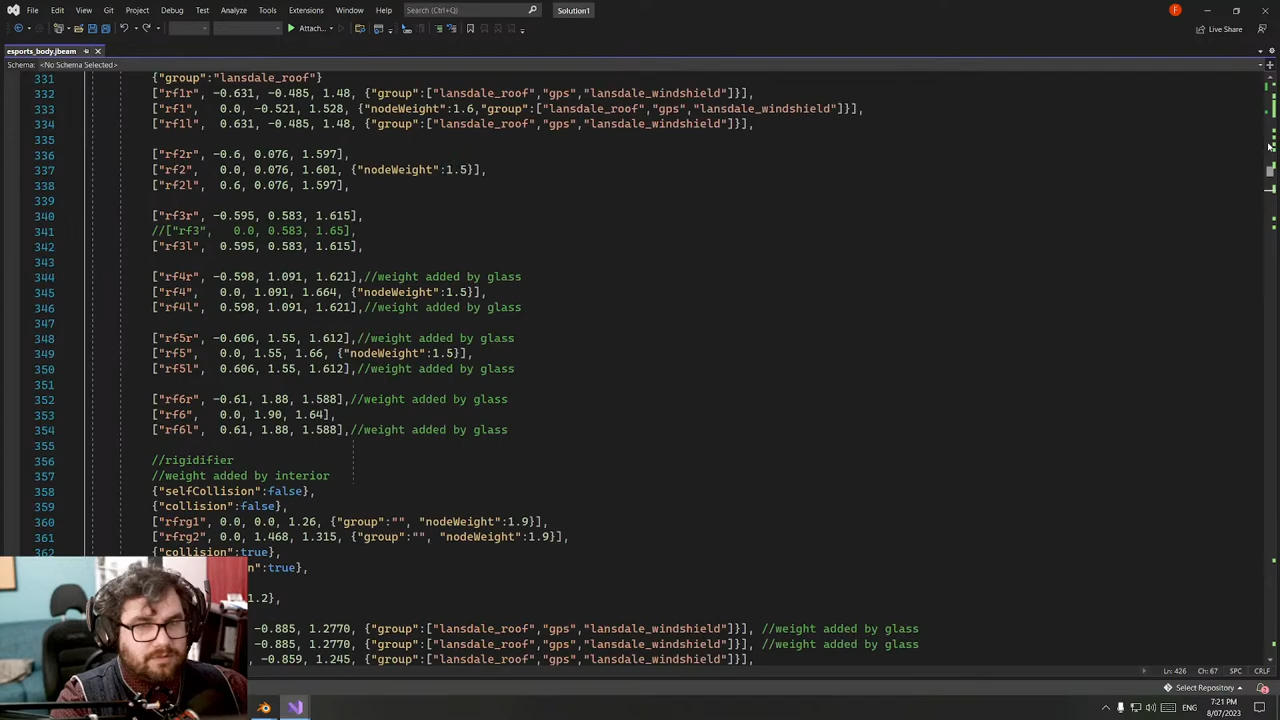 File Edit View Git Project Debug Test Analyze Tools Extensions Window Help Search (Ctrl+Q) Solution1 F
Attach... Live Share
esports_body.jbeam
Schema: <No Schema Selected>
331 {"group":"lansdale_roof"}
332 ["rf1r", -0.631, -0.485, 1.48, {"group":["lansdale_roof","gps","lansdale_windshield"]}],
333 ["rf1", 0.0, -0.521, 1.528, {"nodeWeight":1.6,"group":["lansdale_roof","gps","lansdale_windshield"]}],
334 ["rf1l", 0.631, -0.485, 1.48, {"group":["lansdale_roof","gps","lansdale_windshield"]}],
335
336 ["rf2r", -0.6, 0.076, 1.597],
337 ["rf2", 0.0, 0.076, 1.601, {"nodeWeight":1.5}],
338 ["rf2l", 0.6, 0.076, 1.597],
339
340 ["rf3r", -0.595, 0.583, 1.615],
341 //["rf3", 0.0, 0.583, 1.65],
342 ["rf3l", 0.595, 0.583, 1.615],
343
344 ["rf4r", -0.598, 1.091, 1.621],//weight added by glass
345 ["rf4", 0.0, 1.091, 1.664, {"nodeWeight":1.5}],
346 ["rf4l", 0.598, 1.091, 1.621],//weight added by glass
347
348 ["rf5r", -0.606, 1.55, 1.612],//weight added by glass
349 ["rf5", 0.0, 1.55, 1.66, {"nodeWeight":1.5}],
350 ["rf5l", 0.606, 1.55, 1.612],//weight added by glass
351
352 ["rf6r", -0.61, 1.88, 1.588],//weight added by glass
353 ["rf6", 0.0, 1.90, 1.64],
354 ["rf6l", 0.61, 1.88, 1.588],//weight added by glass
355
356 //rigidifier
357 //weight added by interior
358 {"selfCollision":false},
359 {"collision":false},
360 ["rfrg1", 0.0, 0.0, 1.26, {"group":"", "nodeWeight":1.9}],
361 ["rfrg2", 0.0, 1.468, 1.315, {"group":"", "nodeWeight":1.9}],
362 {"collision":true},
n":true},
1.2},
-0.885, 1.2770, {"group":["lansdale_roof","gps","lansdale_windshield"]}], //weight added by glass
-0.885, 1.2770, {"group":["lansdale_roof","gps","lansdale_windshield"]}], //weight added by glass
-0.859, 1.245, {"group":["lansdale_roof","gps","lansdale_windshield"]}],
Ln: 426 Ch: 67 SPC CRLF
Select Repository
ENG 7:21 PM
8/07/2023